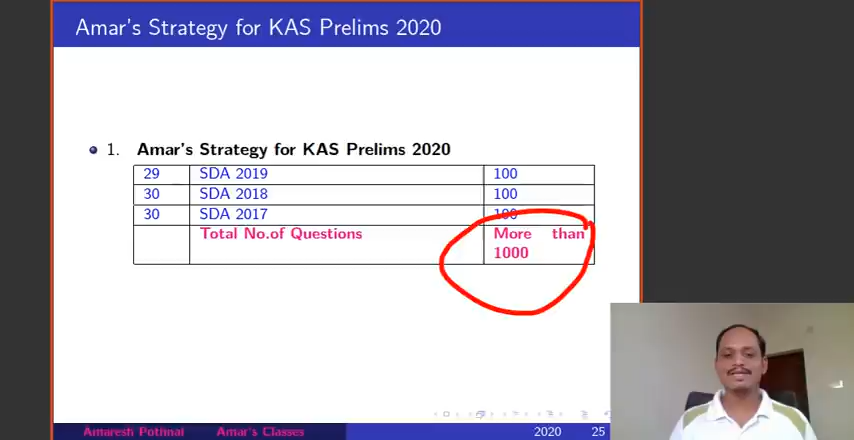 Amar's Strategy for KAS Prelims 2020
1. Amar's Strategy for KAS Prelims 2020
29 SDA 2019 100
30 SDA 2018 100
30 SDA 2017 100
Total No.of Questions More than
1000
Amaresh Pothnal Amar's Classes 2020 25